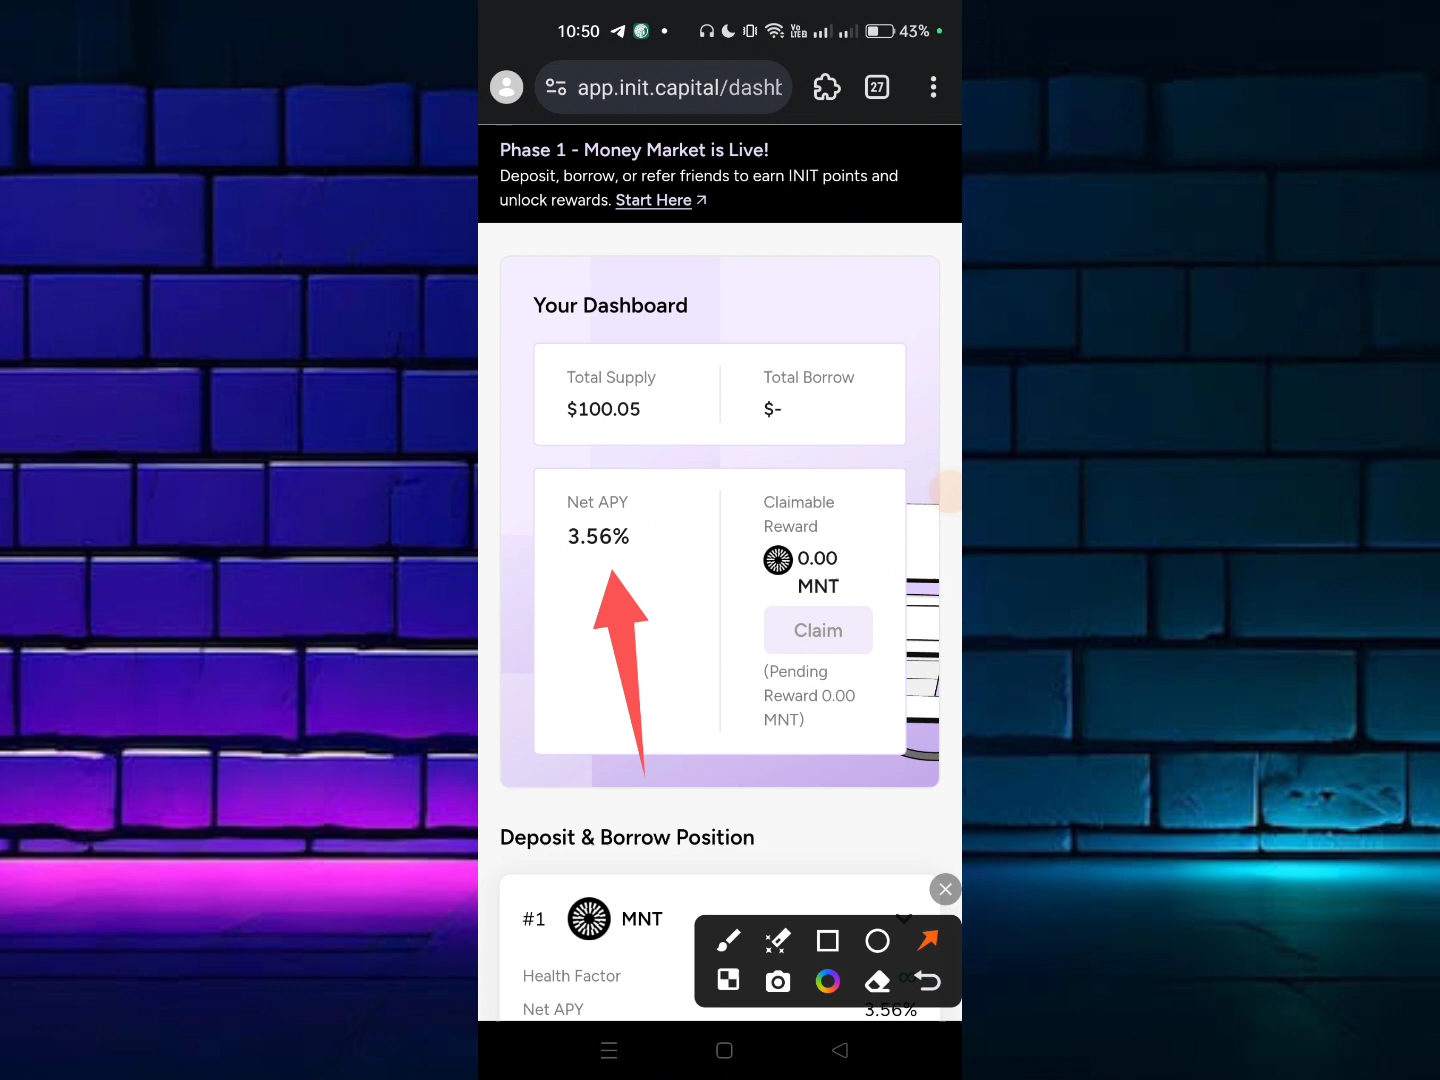 10:50
Vo
LTE
43%
app.init.capital/dasht
27
Phase 1 - Money Market is Live!
Deposit, borrow, or refer friends to earn INIT points and
unlock rewards. Start Here
Your Dashboard
Total Supply
Total Borrow
$100.05
$-
Net APY
3.56%
Claimable
Reward
0.00
MNT
Claim
(Pending
Reward 0.00
MNT)
Deposit & Borrow Position
#1 MNT
Health Factor
Net APY
3.56%